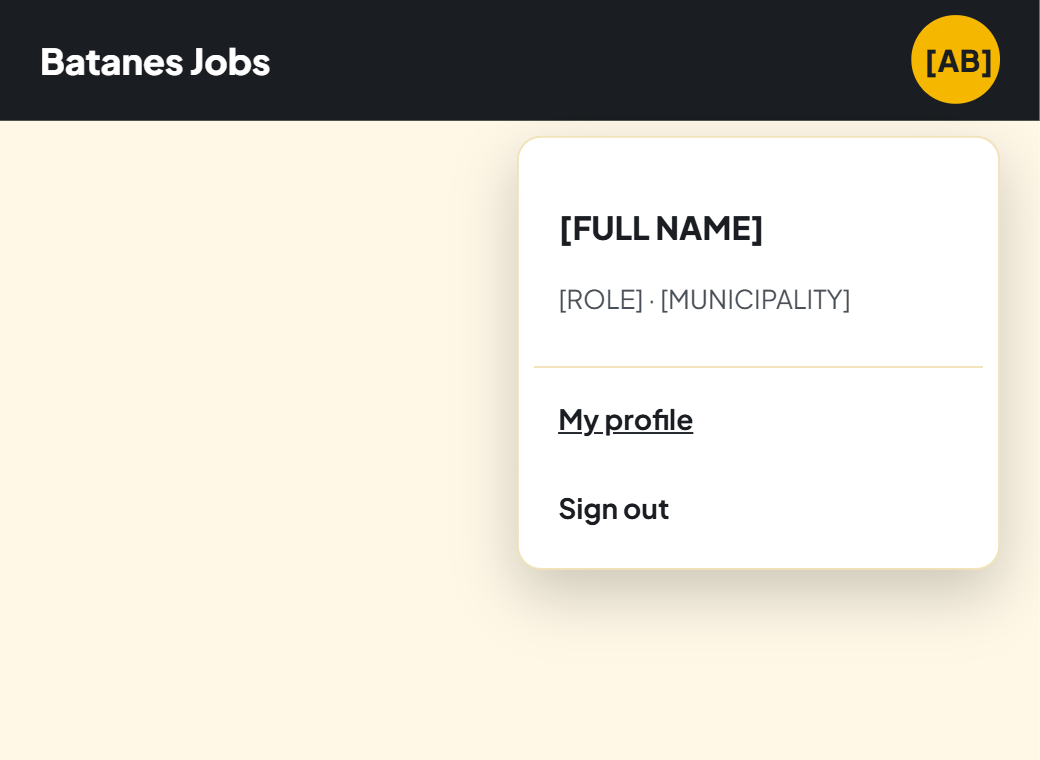 Batanes Jobs
[AB]
[FULL NAME]
[ROLE] · [MUNICIPALITY]
My profile
Sign out